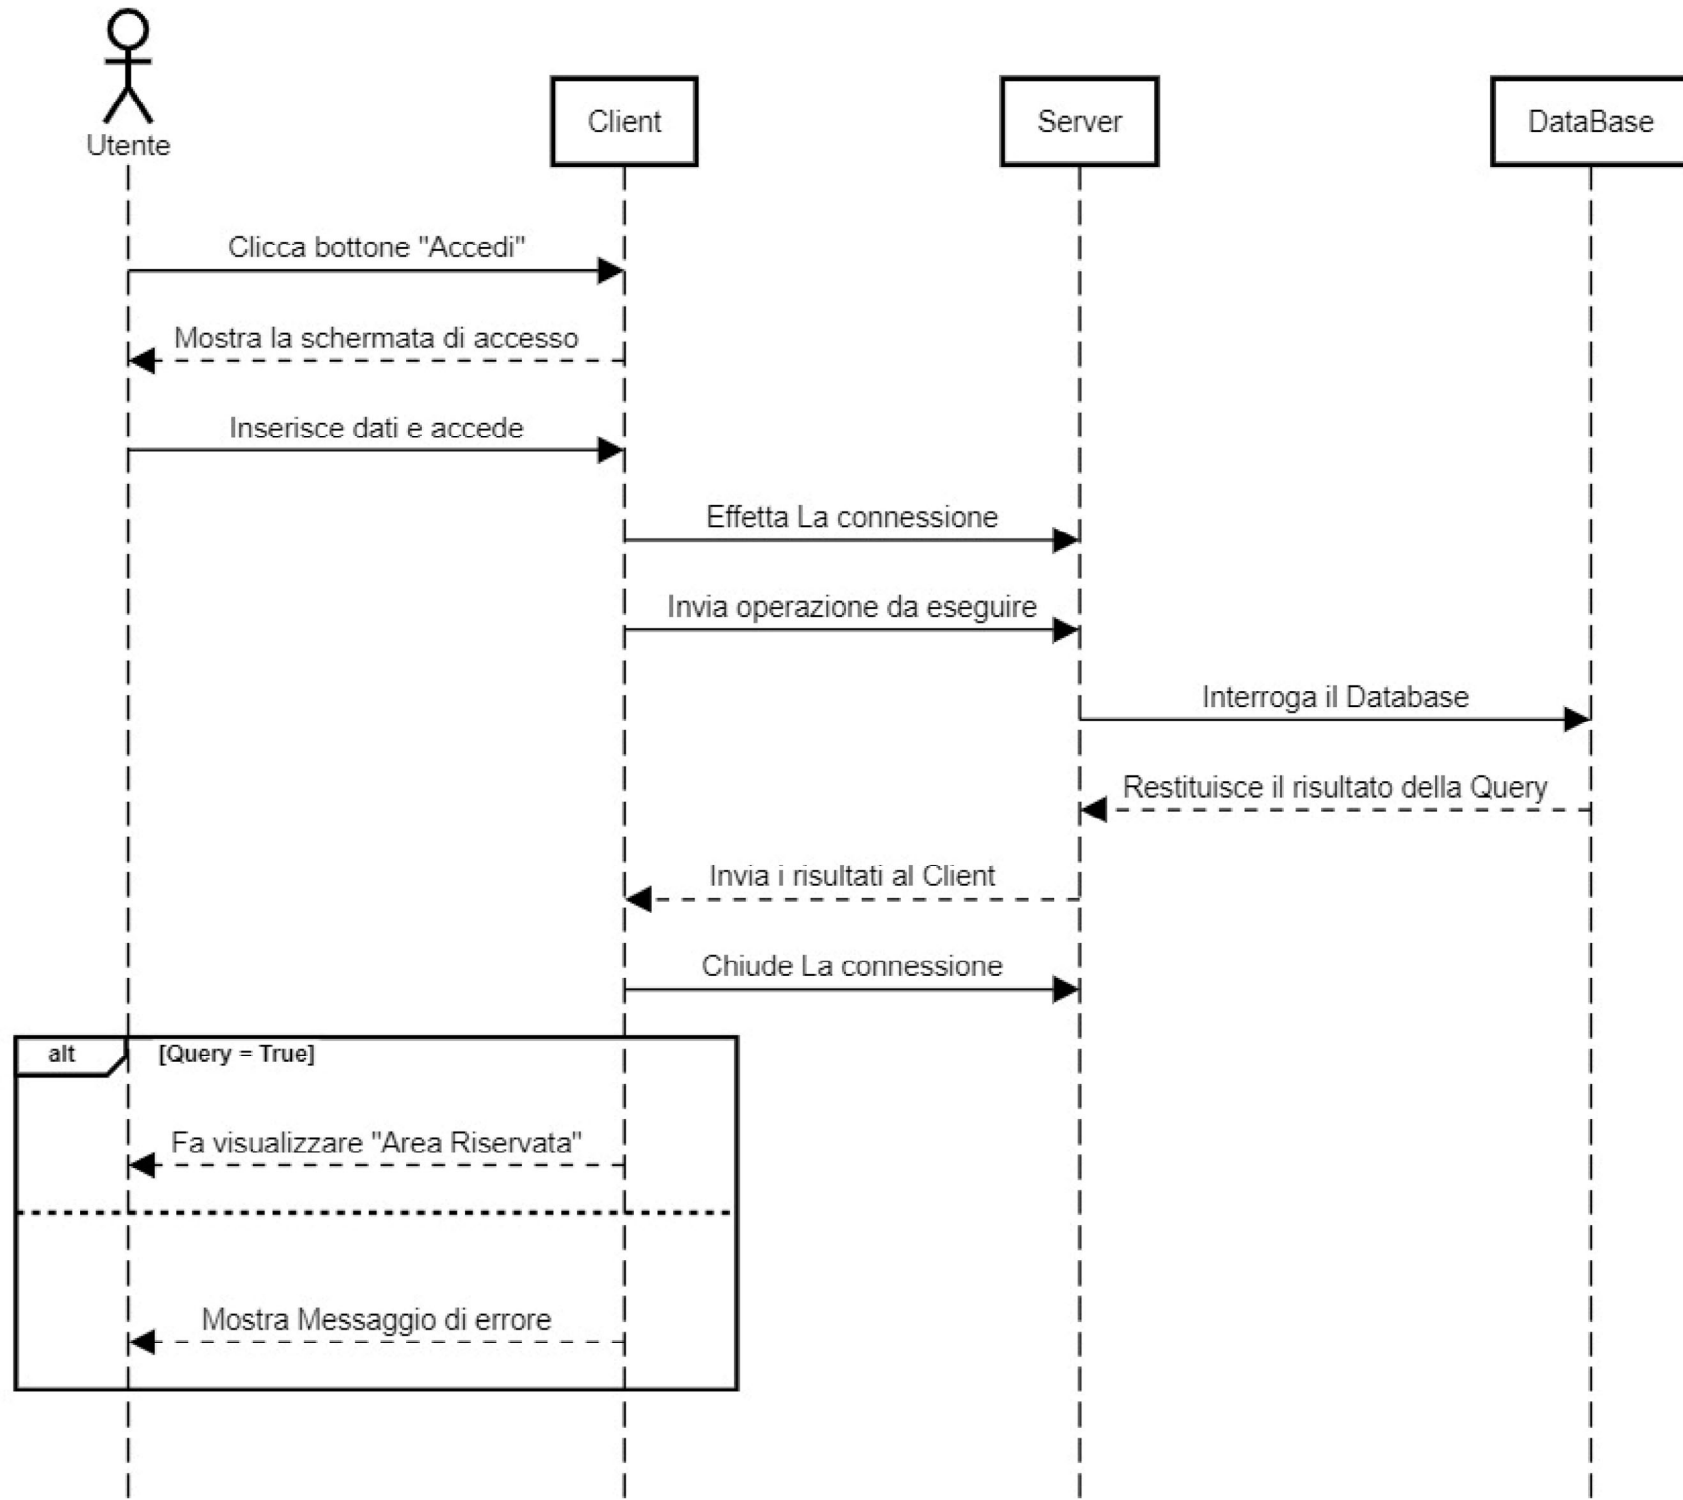 Utente
Client
Server
DataBase
Clicca bottone "Accedi"
Mostra la schermata di accesso
Inserisce dati e accede
Effetta La connessione
Invia operazione da eseguire
Interroga il Database
Restituisce il risultato della Query
Invia i risultati al Client
Chiude La connessione
alt
[Query = True]
Fa visualizzare "Area Riservata"
Mostra Messaggio di errore